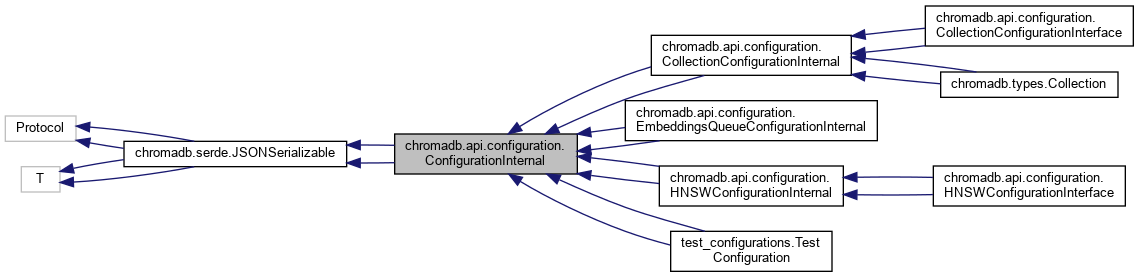 Protocol
T
chromadb.serde.JSONSerializable
chromadb.api.configuration.
ConfigurationInternal
chromadb.api.configuration.
CollectionConfigurationInternal
chromadb.api.configuration.
EmbeddingsQueueConfigurationInternal
chromadb.api.configuration.
HNSWConfigurationInternal
test_configurations.Test
Configuration
chromadb.api.configuration.
CollectionConfigurationInterface
chromadb.types.Collection
chromadb.api.configuration.
HNSWConfigurationInterface